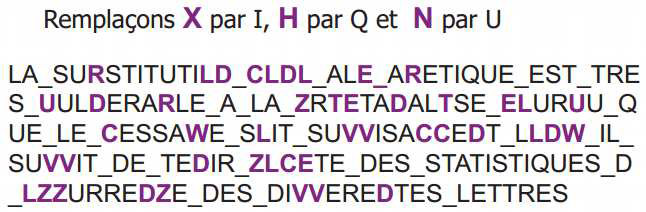 Remplaçons X par I, H par Q et N par U
LA_SURSTITUTILD_CLDL_ALE_ARETIQUE_EST_TRE
S_UULDERARLE_A_LA_ZRTETADALTSE_ELURUU_Q
UE_LE_CESSAWE_SLIT_SUVVISACCEDT_LLDW_IL_
SUVVIT_DE_TEDIR_ZLCETE_DES_STATISTIQUES_D
_LZZURREDZE_DES_DIVVEREDTES_LETTRES